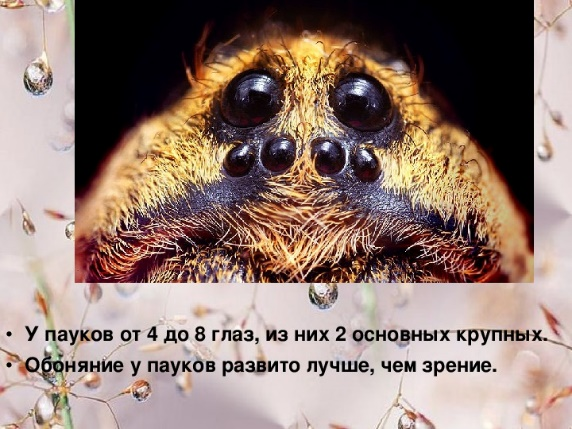 • У пауков от 4 до 8 глаз, из них 2 основных крупных.
• Обоняние у пауков развито лучше, чем зрение.